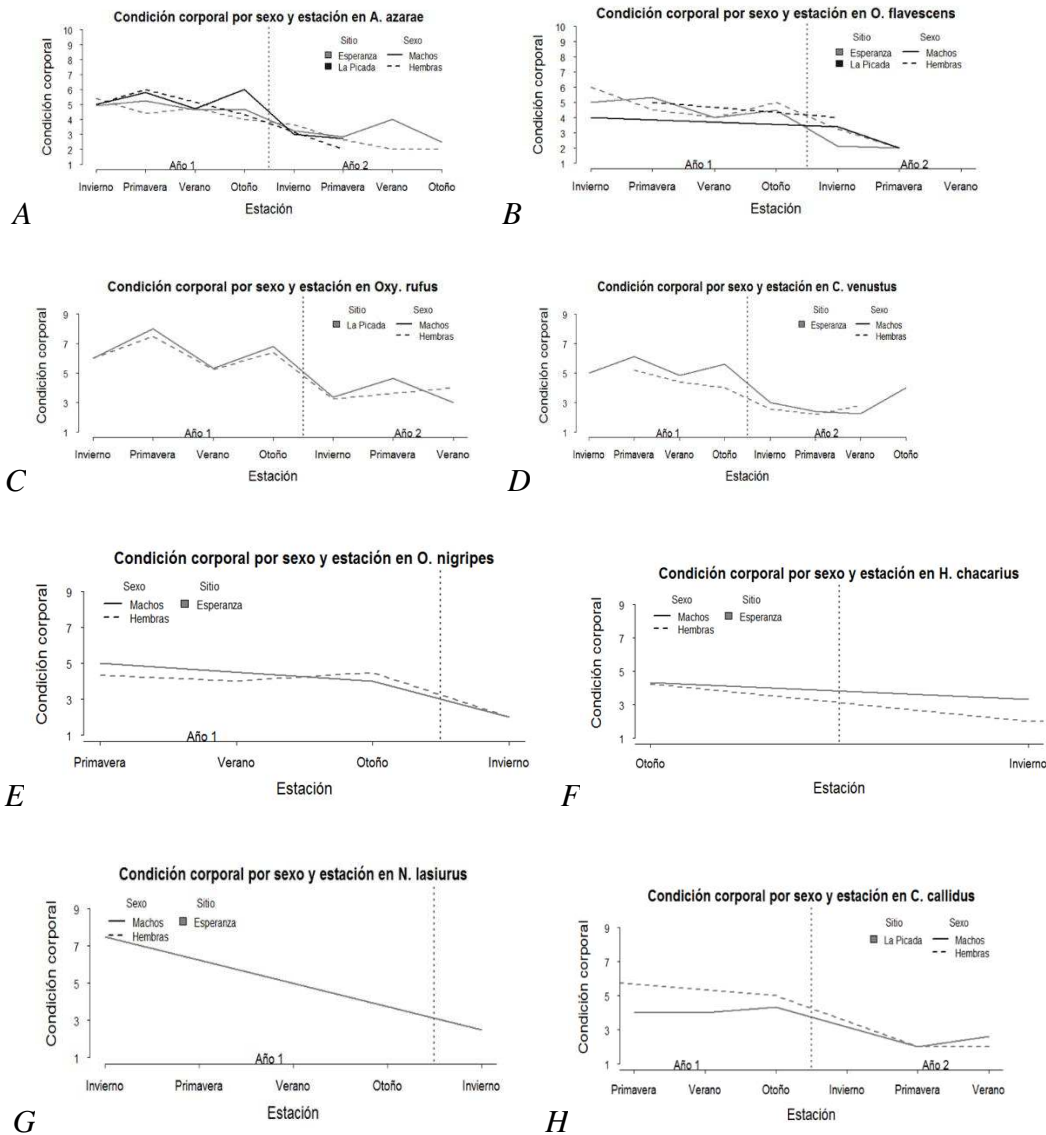 Condición corporal por sexo y estación en A. azarae
Sitio Sexo
Esperanza Machos
La Picada Hembras
Condición corporal
10
9
8
7
6
5
4
3
2
1
Año 1 Año 2
Invierno Primavera Verano Otoño Invierno Primavera Verano Otoño
Estación
A
Condición corporal por sexo y estación en O. flavescens
Sitio Sexo
Esperanza Machos
La Picada Hembras
Condición corporal
10
9
8
7
6
5
4
3
2
1
Año 1 Año 2
Invierno Primavera Verano Otoño Invierno Primavera Verano
Estación
B
Condición corporal por sexo y estación en Oxy. rufus
Sitio Sexo
La Picada Machos
Hembras
Condición corporal
9
7
5
3
1
Año 1 Año 2
Invierno Primavera Verano Otoño Invierno Primavera Verano
Estación
C
Condición corporal por sexo y estación en C. venustus
Sitio Sexo
Esperanza Machos
Hembras
Condición corporal
9
7
5
3
1
Año 1 Año 2
Invierno Primavera Verano Otoño Invierno Primavera Verano Otoño
Estación
D
Condición corporal por sexo y estación en O. nigripes
Sexo Sitio
Machos Esperanza
Hembras
Condición corporal
9
7
5
3
1
Año 1
Primavera Verano Otoño Invierno
Estación
E
Condición corporal por sexo y estación en H. chacarius
Sexo Sitio
Machos Esperanza
Hembras
Condición corporal
9
7
5
3
1
Otoño Invierno
Estación
F
Condición corporal por sexo y estación en N. lasiurus
Sexo Sitio
Machos Esperanza
Hembras
Condición corporal
9
7
5
3
1
Año 1
Invierno Primavera Verano Otoño Invierno
Estación
G
Condición corporal por sexo y estación en C. callidus
Sitio Sexo
La Picada Machos
Hembras
Condición corporal
9
7
5
3
1
Año 1 Año 2
Primavera Verano Otoño Invierno Primavera Verano
Estación
H